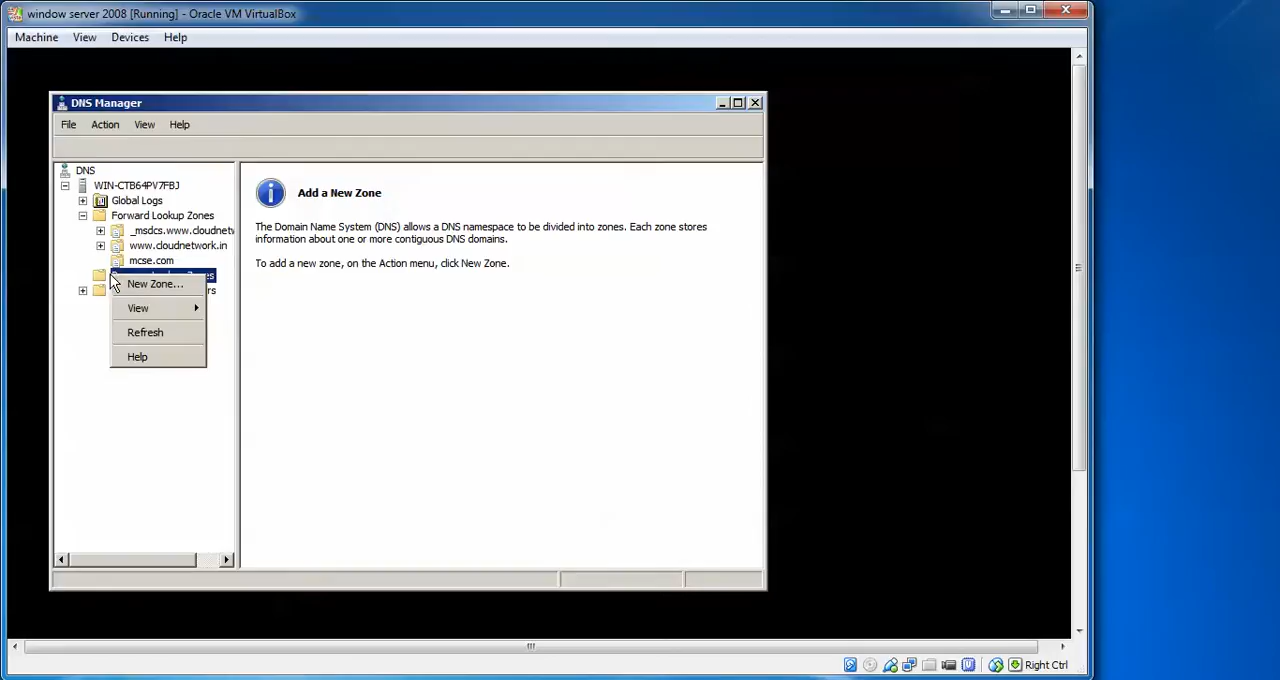 window server 2008 [Running] - Oracle VM VirtualBox
Machine View Devices Help
DNS Manager
File Action View Help
DNS
WIN-CTB64PV7FBJ
Global Logs
Forward Lookup Zones
_msdcs.www.cloudnet
www.cloudnetwork.in
mcse.com
New Zone...
View
Refresh
Help
Add a New Zone
The Domain Name System (DNS) allows a DNS namespace to be divided into zones. Each zone stores
information about one or more contiguous DNS domains.
To add a new zone, on the Action menu, click New Zone.
Right Ctrl